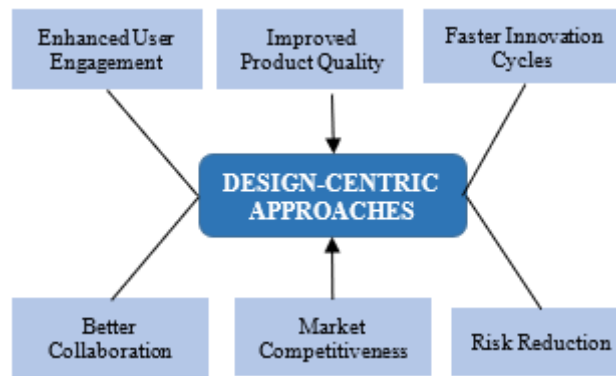 Enhanced User
Engagement
Improved
Product Quality
Faster Innovation
Cycles
DESIGN-CENTRIC
APPROACHES
Better
Collaboration
Market
Competitiveness
Risk Reduction